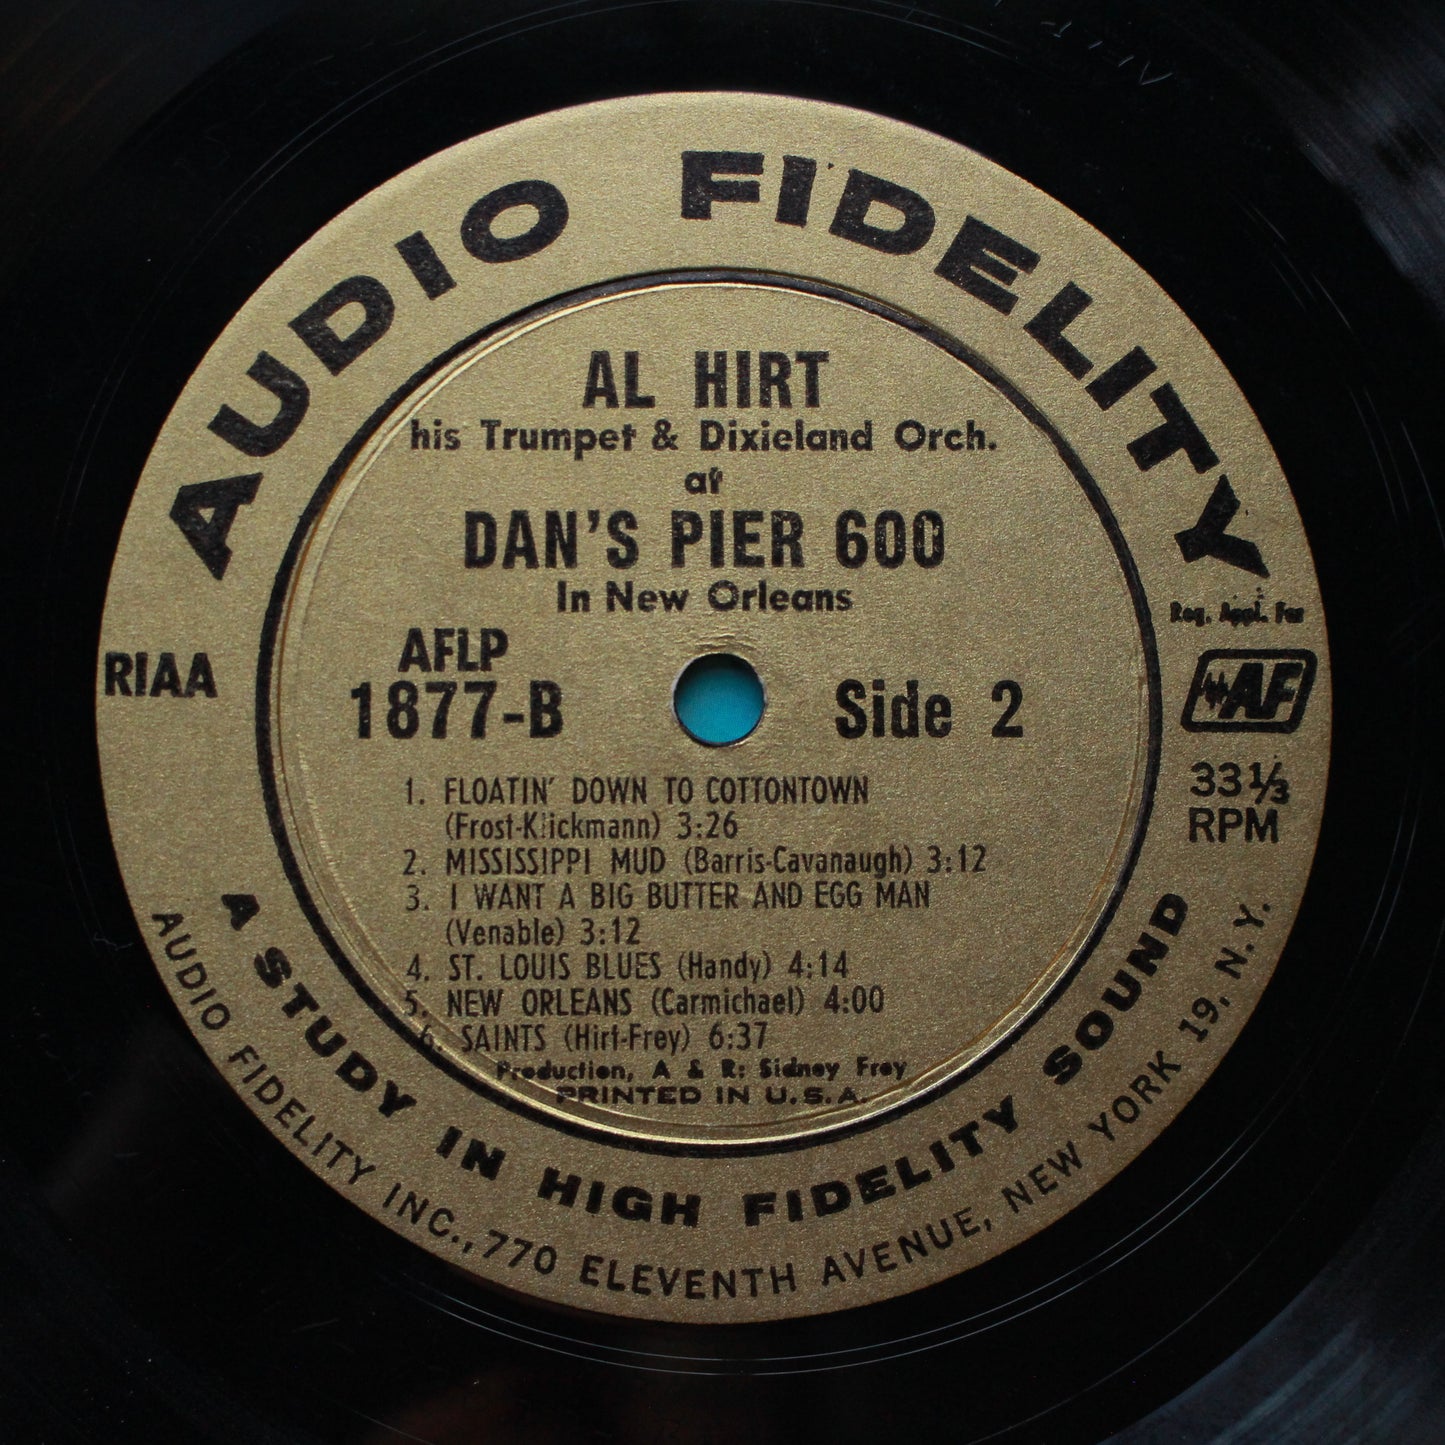 AUDIO FIDELITY
AL HIRT
his Trumpet & Dixieland Orch.
at
DAN'S PIER 600
In New Orleans
Reg. Appl. For
AFLP
1877-B
Side 2
RIAA
AF
33 1/3
RPM
1. FLOATIN' DOWN TO COTTONTOWN
(Frost-Klickmann) 3:26
2. MISSISSIPPI MUD (Barris-Cavanaugh) 3:12
3. I WANT A BIG BUTTER AND EGG MAN
(Venable) 3:12
4. ST. LOUIS BLUES (Handy) 4:14
5. NEW ORLEANS (Carmichael) 4:00
6. SAINTS (Hirt-Frey) 6:37
Production, A & R: Sidney Frey
PRINTED IN U.S.A.
A STUDY IN HIGH FIDELITY SOUND
AUDIO FIDELITY INC., 770 ELEVENTH AVENUE, NEW YORK 19, N.Y.